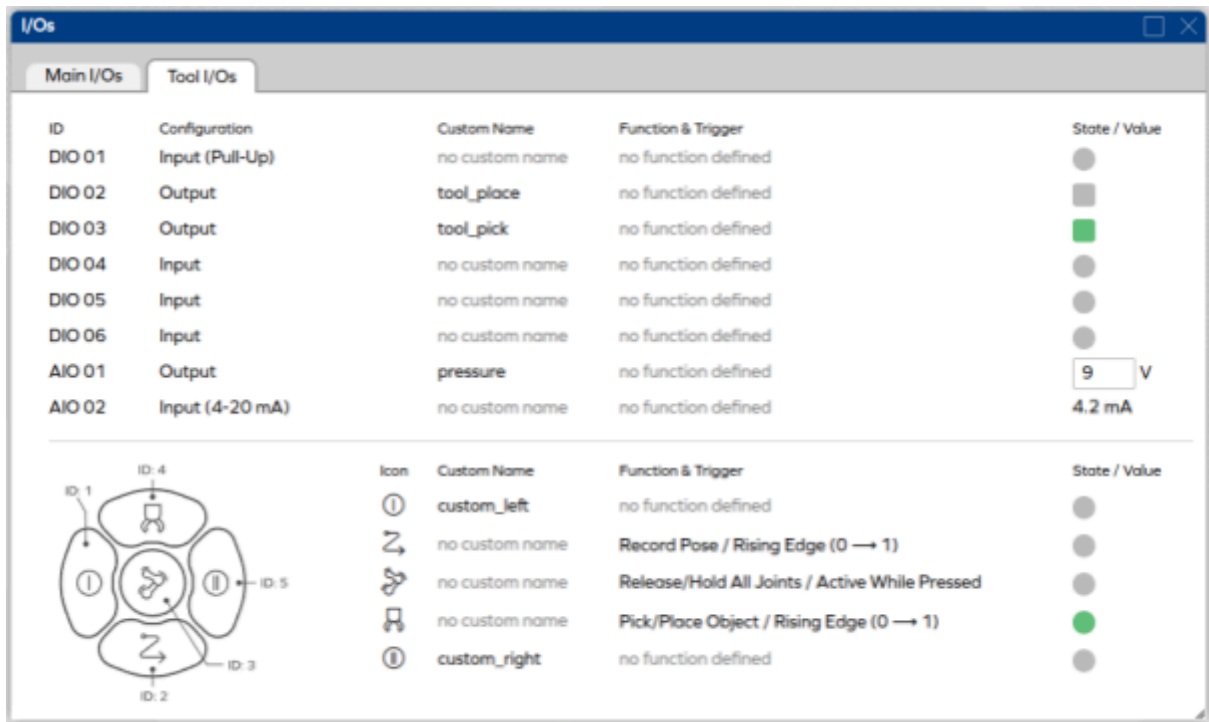 I/Os
Main I/Os Tool I/Os
ID Configuration Custom Name Function & Trigger State / Value
DIO 01 Input (Pull-Up) no custom name no function defined
DIO 02 Output tool_place no function defined
DIO 03 Output tool_pick no function defined
DIO 04 Input no custom name no function defined
DIO 05 Input no custom name no function defined
DIO 06 Input no custom name no function defined
AIO 01 Output pressure no function defined 9 V
AIO 02 Input (4-20 mA) no custom name no function defined 4.2 mA
ID: 4 Icon Custom Name Function & Trigger State / Value
ID: 1
I custom_left no function defined
no custom name Record Pose / Rising Edge (0 → 1)
I II ID: 5 no custom name Release/Hold All Joints / Active While Pressed
no custom name Pick/Place Object / Rising Edge (0 → 1)
ID: 3 II custom_right no function defined
ID: 2